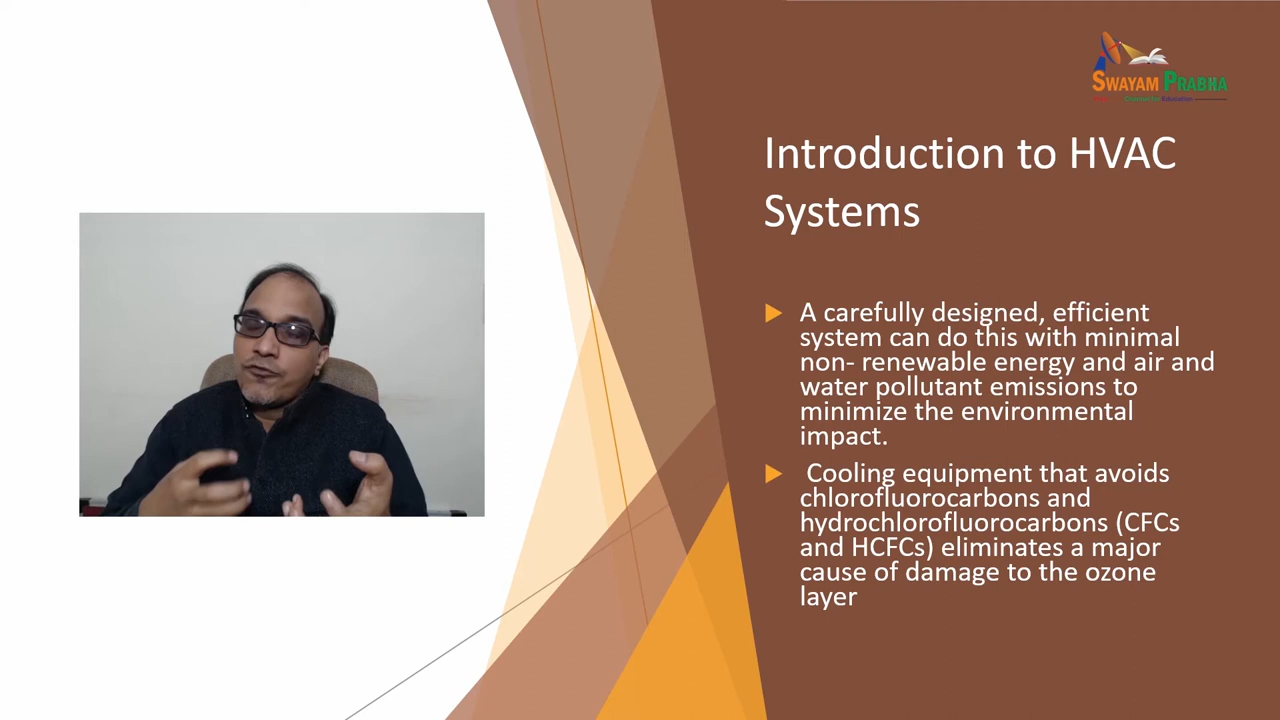 SWAYAM PRABHA
Education
Introduction to HVAC
Systems
A carefully designed, efficient
system can do this with minimal
non- renewable energy and air and
water pollutant emissions to
minimize the environmental
impact.
Cooling equipment that avoids
chlorofluorocarbons and
hydrochlorofluorocarbons (CFCs
and HCFCs) eliminates a major
cause of damage to the ozone
layer